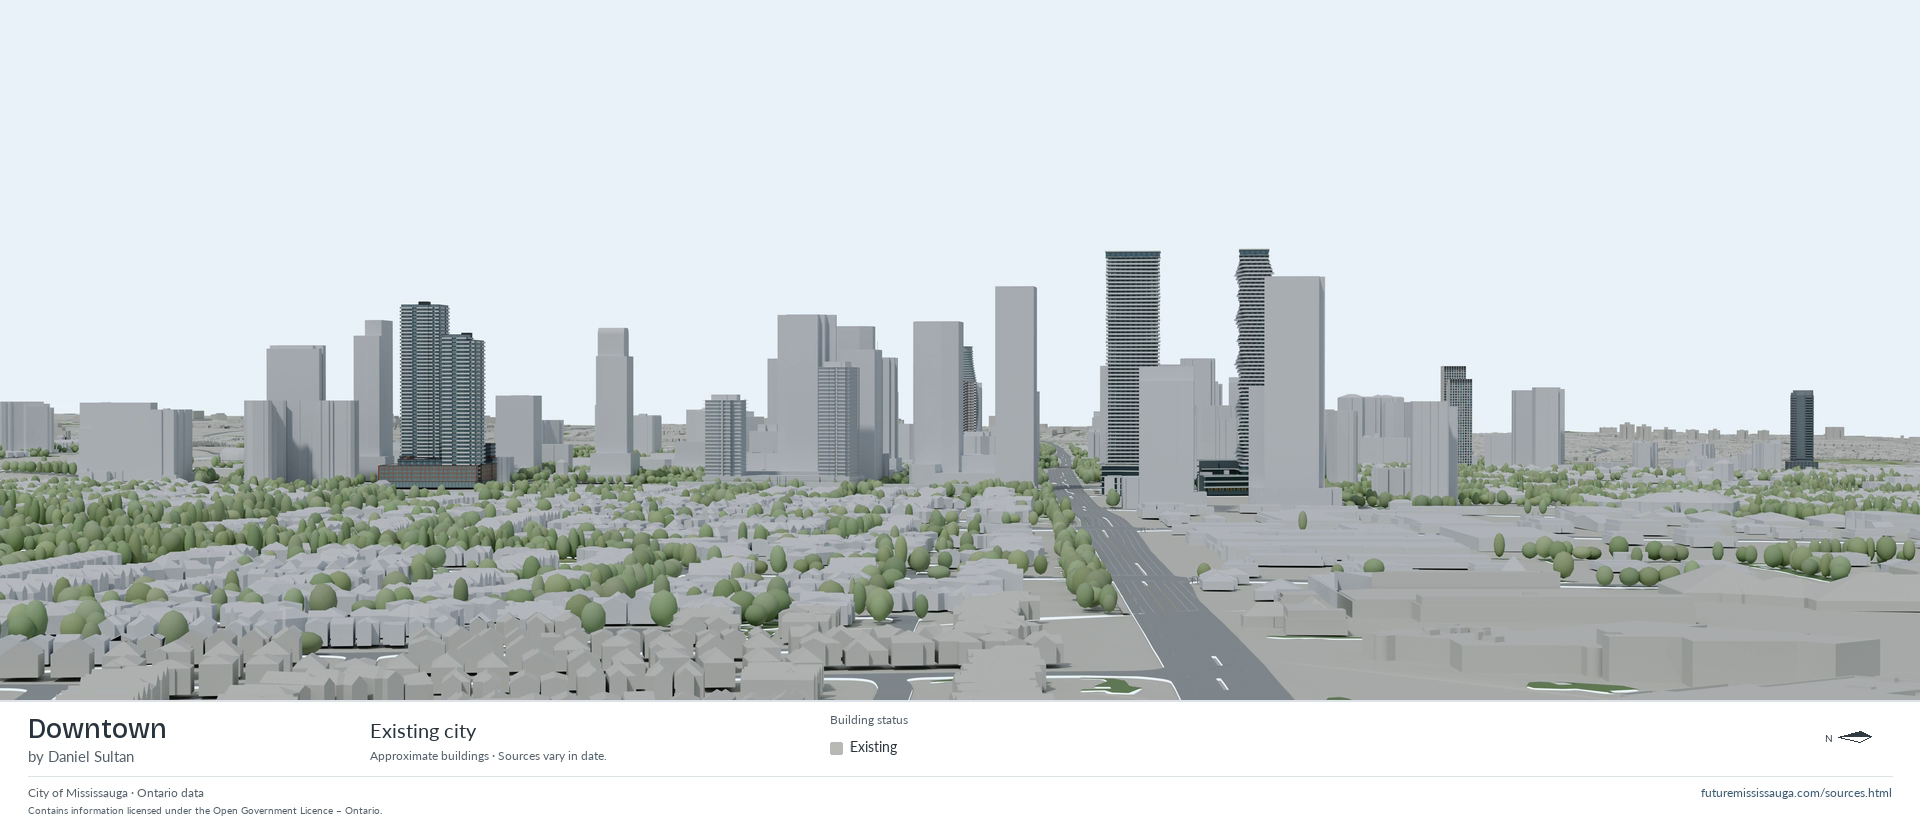 Downtown
by Daniel Sultan
Existing city
Approximate buildings · Sources vary in date.
Building status
Existing
N
City of Mississauga · Ontario data
Contains information licensed under the Open Government Licence – Ontario.
futuremississauga.com/sources.html